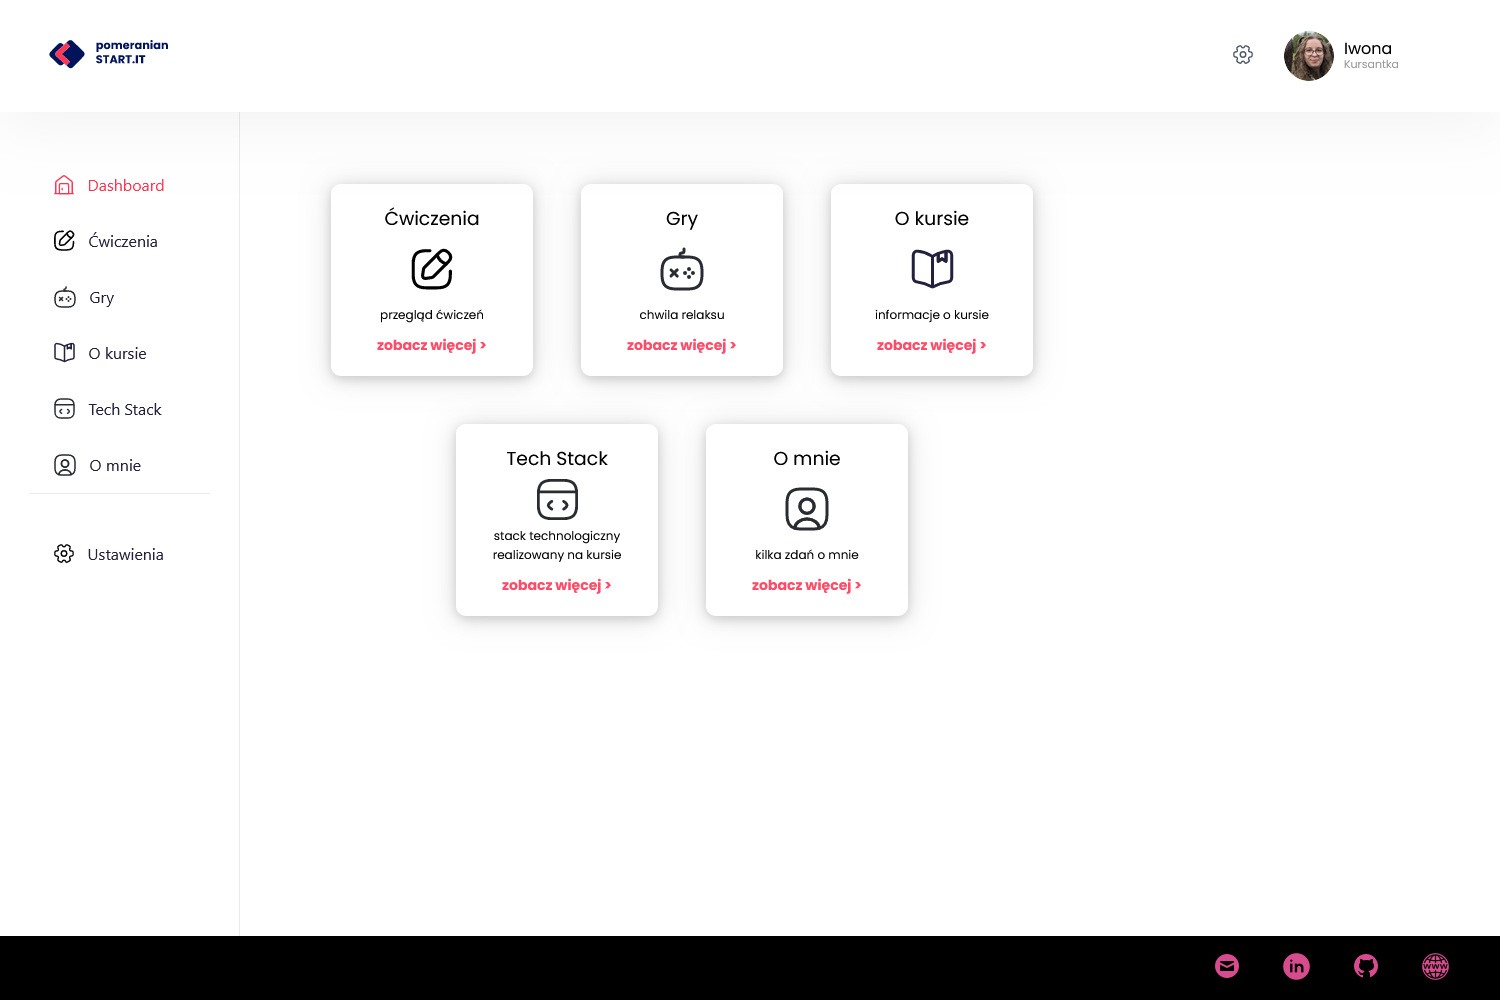 pomeranian
START.IT
Iwona
Kursantka
Dashboard
Ćwiczenia
Gry
O kursie
Tech Stack
O mnie
Ustawienia
Ćwiczenia
przegląd ćwiczeń
zobacz więcej >
Gry
chwila relaksu
zobacz więcej >
O kursie
informacje o kursie
zobacz więcej >
Tech Stack
stack technologiczny
realizowany na kursie
zobacz więcej >
O mnie
kilka zdań o mnie
zobacz więcej >
in
WWW